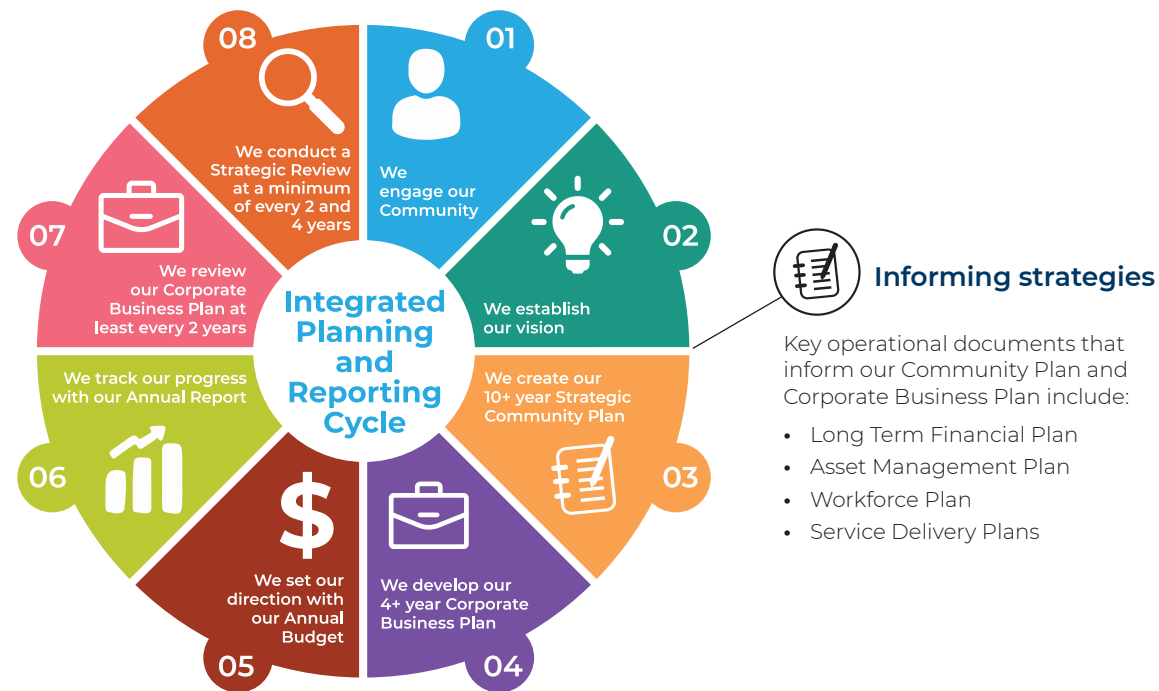 Integrated
Planning
and
Reporting
Cycle
01
We
engage our
Community
02
We establish
our vision
03
We create our
10+ year Strategic
Community Plan
04
We develop our
4+ year Corporate
Business Plan
05
We set our
direction with
our Annual
Budget
06
We track our progress
with our Annual Report
07
We review
our Corporate
Business Plan at
least every 2 years
08
We conduct a
Strategic Review
at a minimum
of every 2 and
4 years
Informing strategies
Key operational documents that
inform our Community Plan and
Corporate Business Plan include:
• Long Term Financial Plan
• Asset Management Plan
• Workforce Plan
• Service Delivery Plans